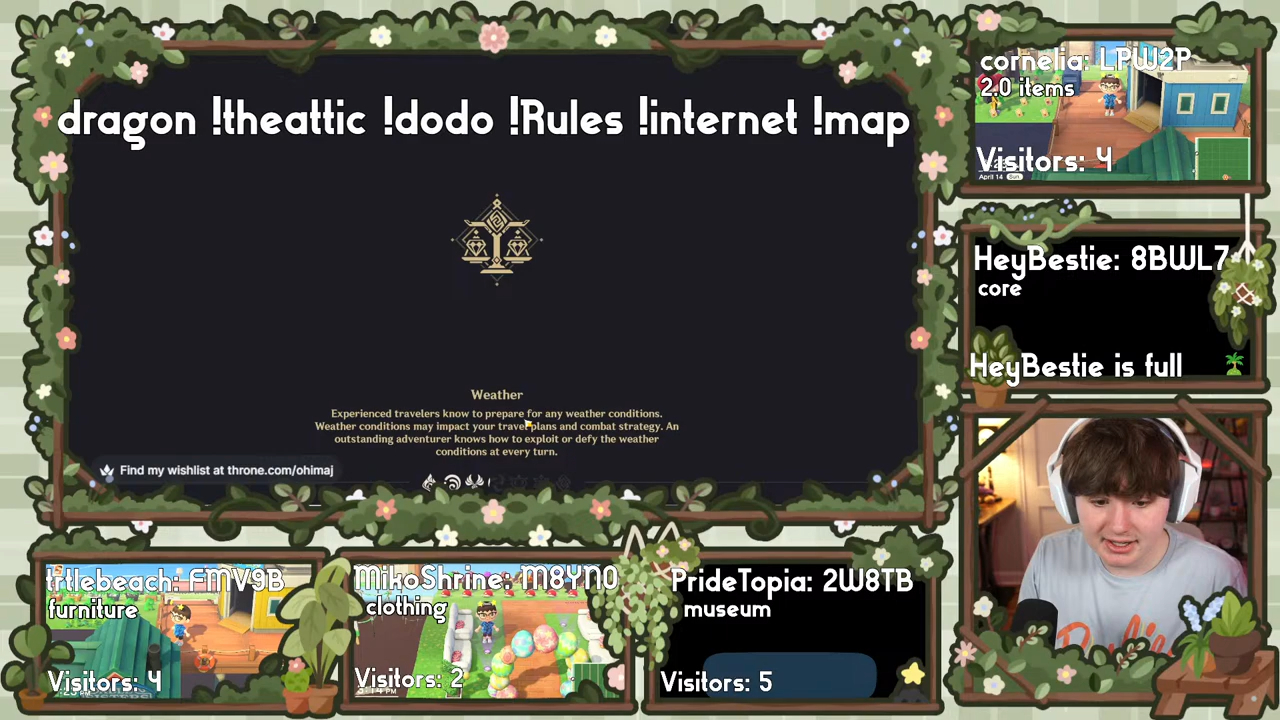 dragon !theattic !dodo !Rules !internet !map
Weather
Experienced travelers know to prepare for any weather conditions.
Weather conditions may impact your travel plans and combat strategy. An
outstanding adventurer knows how to exploit or defy the weather
conditions at every turn.
Find my wishlist at throne.com/ohimaj
cornelia: LPW2P
2.0 items
Visitors: 4
April 14 Sun
HeyBestie: 8BWL7
core
HeyBestie is full
trtlebeach: FMV9B
furniture
Visitors: 4
MikoShrine: M8YN0
clothing
Visitors: 2
PrideTopia: 2W8TB
museum
Visitors: 5